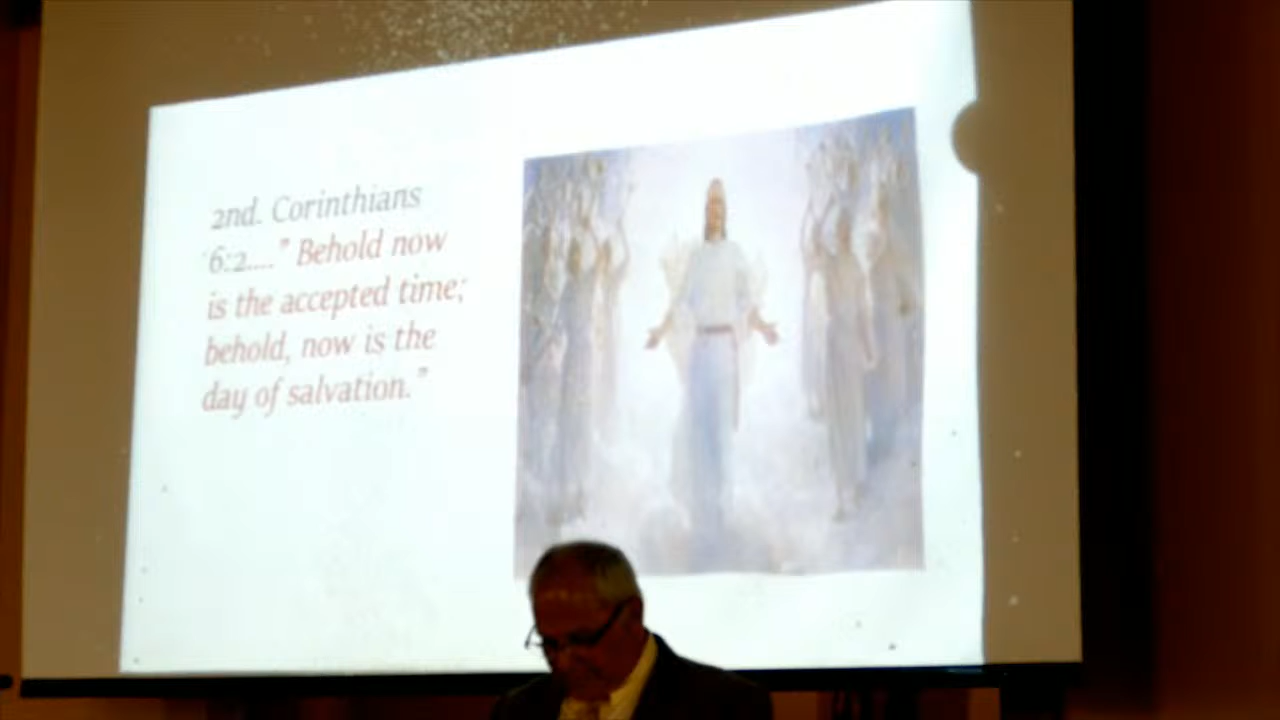 2nd. Corinthians
6:2...." Behold now
is the accepted time;
behold, now is the
day of salvation."